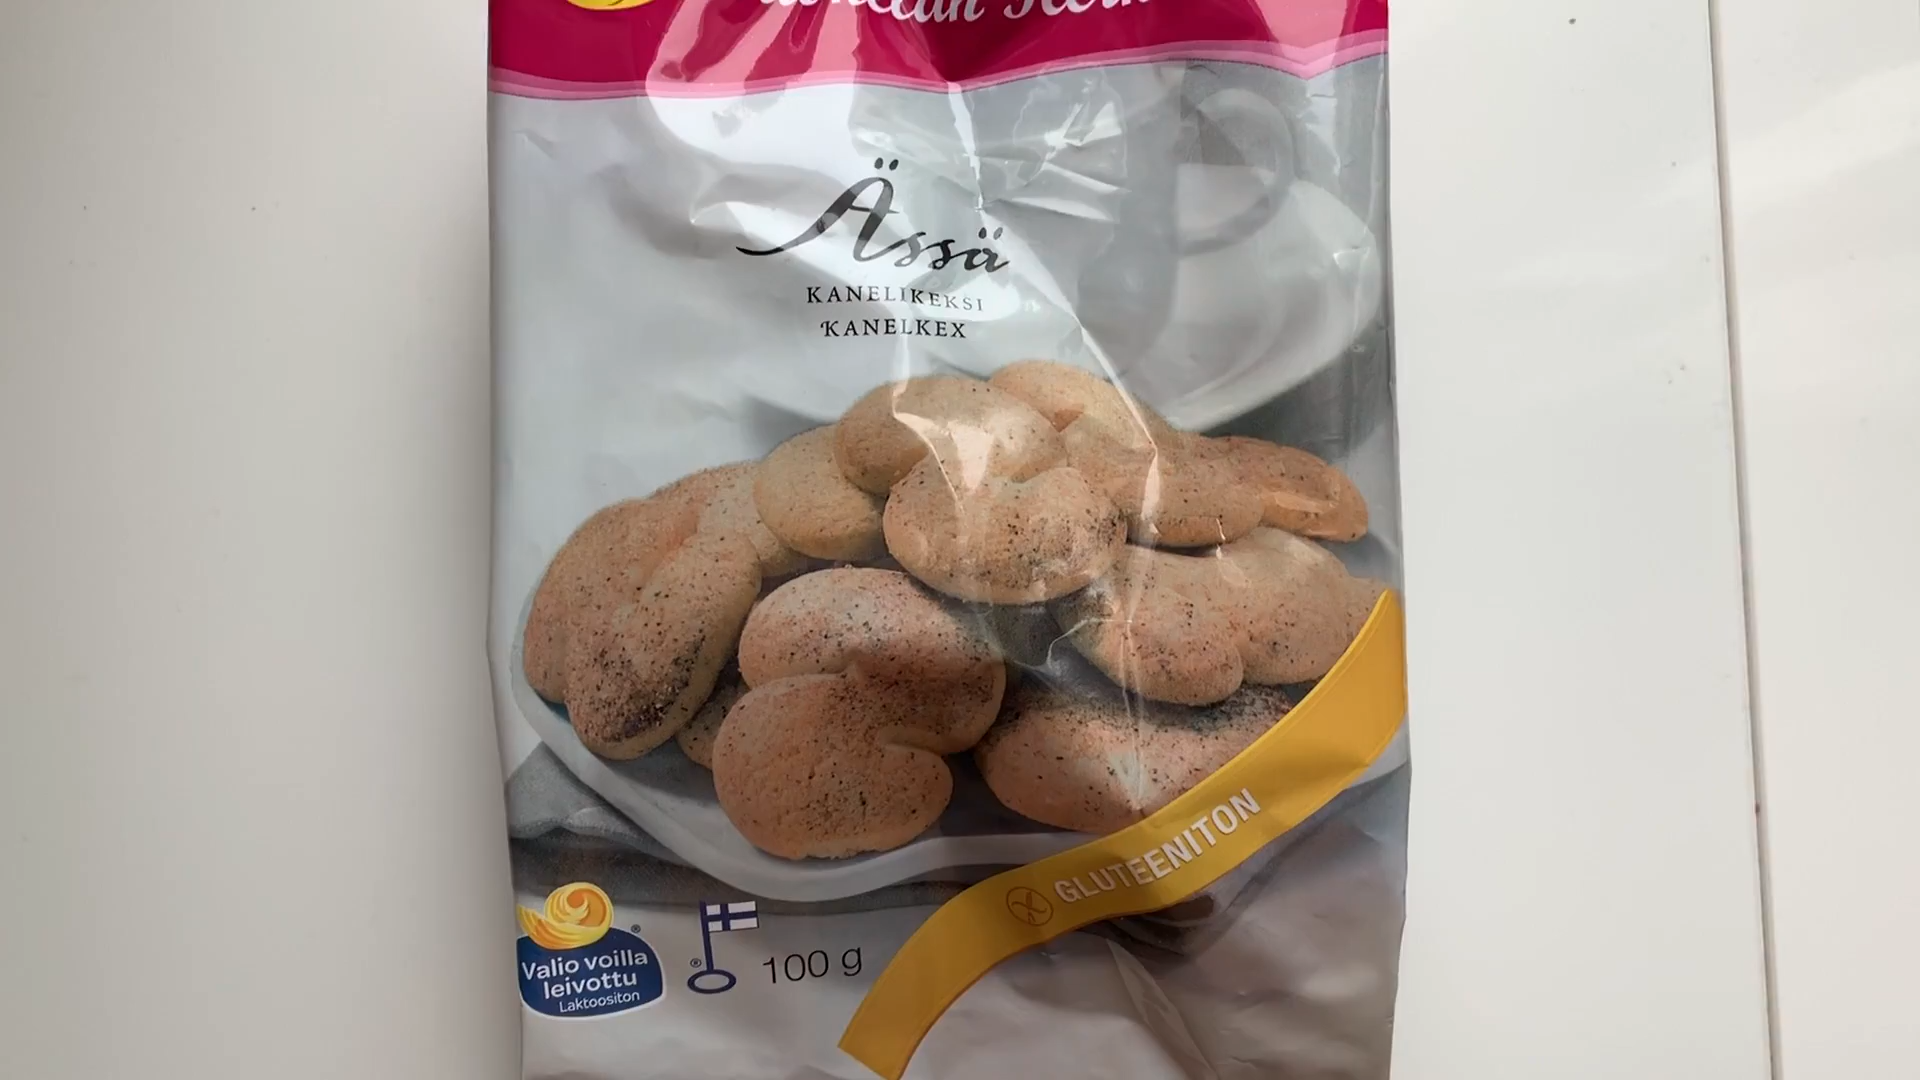 Ässä
KANELIKEKSI
KANELKEX
GLUTEENITON
Valio voilla
leivottu
Laktoositon
®
®
100 g